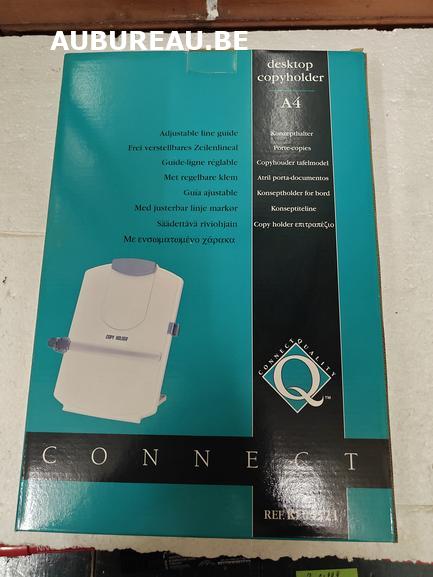 AUBUREAU.BE
desktop
copyholder
A4
Adjustable line guide
Frei verstellbares Zeilenlineal
Guide-ligne réglable
Met regelbare klem
Guía ajustable
Med justerbar linje markør
Säädettävä riviohjain
Με ενσωματωμένο χάρακα
Konzepthalter
Porte-copies
Copyhouder tafelmodel
Atril porta-documentos
Konseptholder for bord
Konseptiteline
Copy holder επιτραπέζιο
COPY HOLDER
CONNECT QUALITY
Q™
CONNECT
REF.